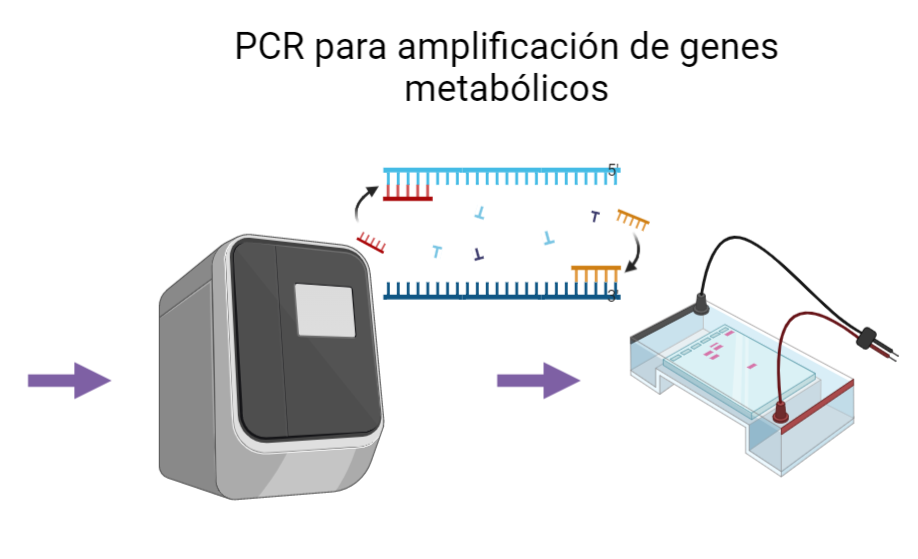 PCR para amplificación de genes
metabólicos
5'
3'